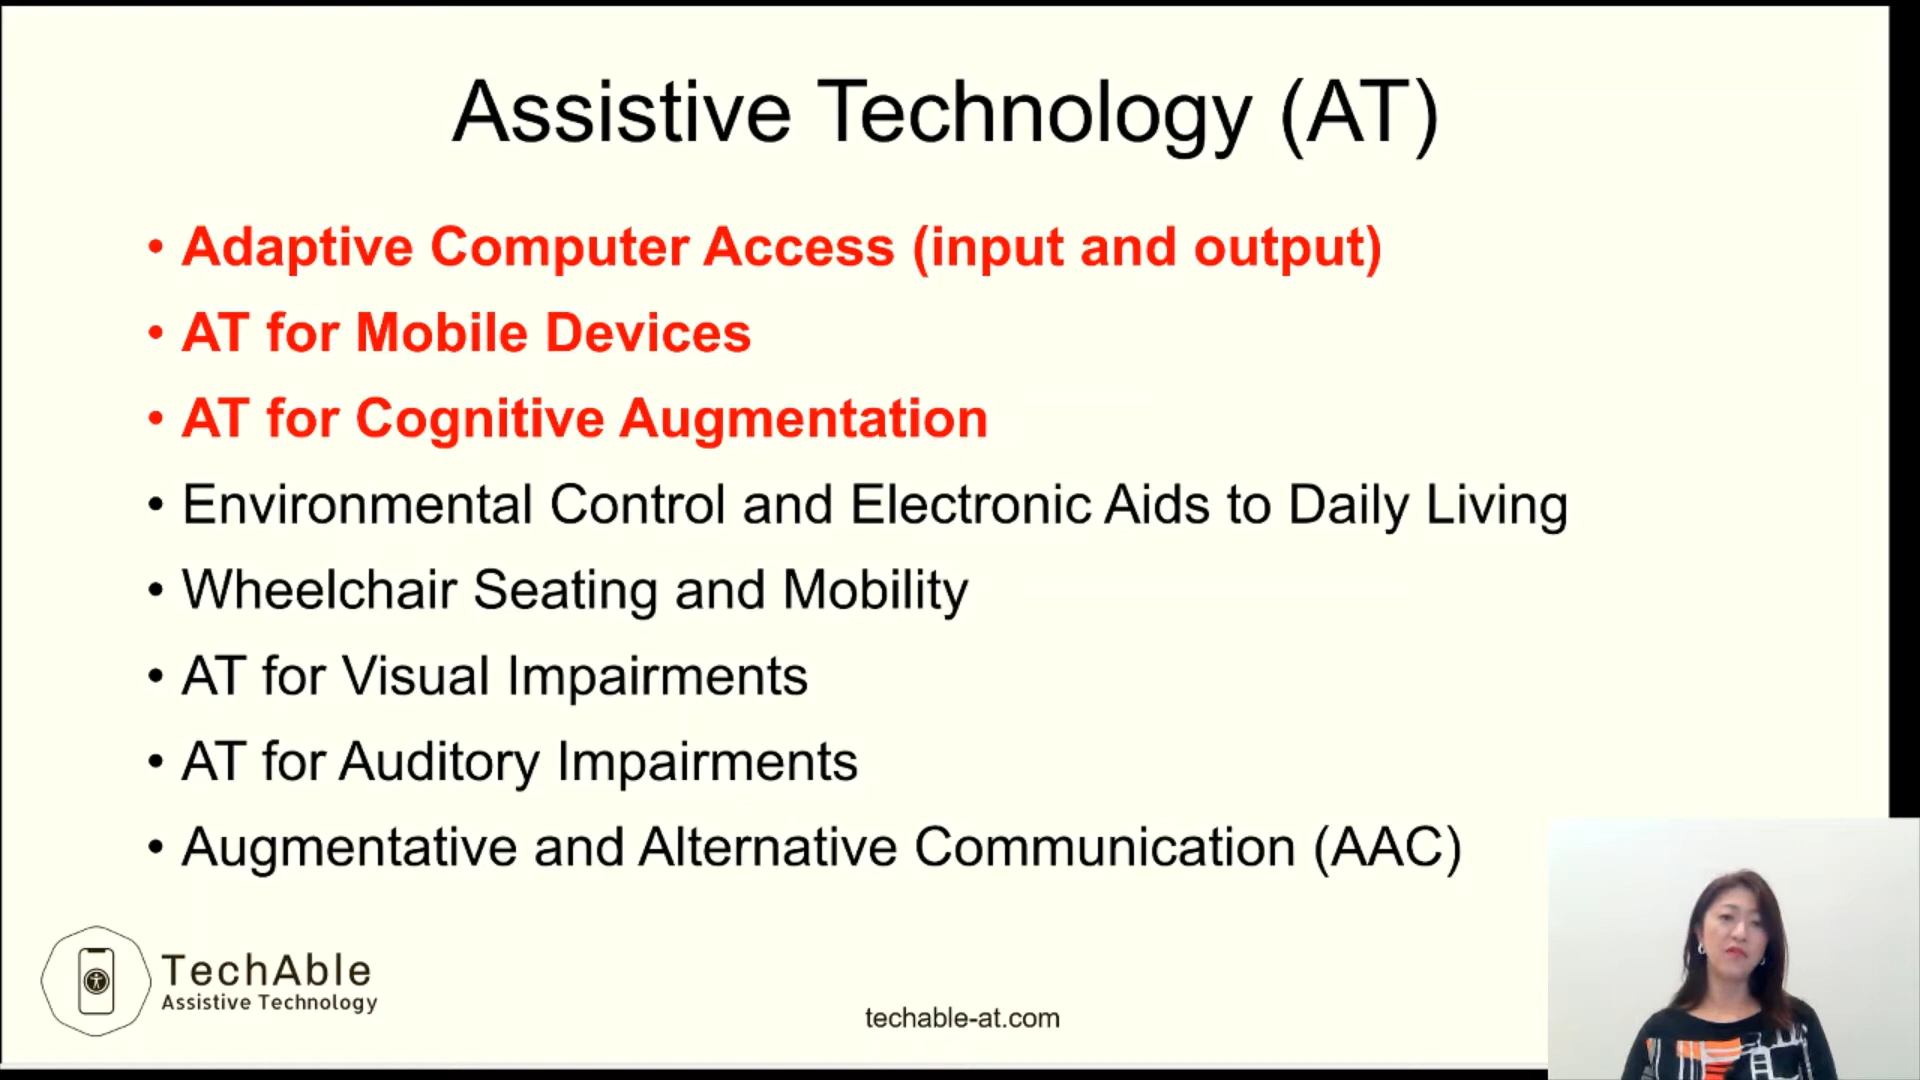 Assistive Technology (AT)
• Adaptive Computer Access (input and output)
• AT for Mobile Devices
• AT for Cognitive Augmentation
• Environmental Control and Electronic Aids to Daily Living
• Wheelchair Seating and Mobility
• AT for Visual Impairments
• AT for Auditory Impairments
• Augmentative and Alternative Communication (AAC)
TechAble
Assistive Technology
techable-at.com